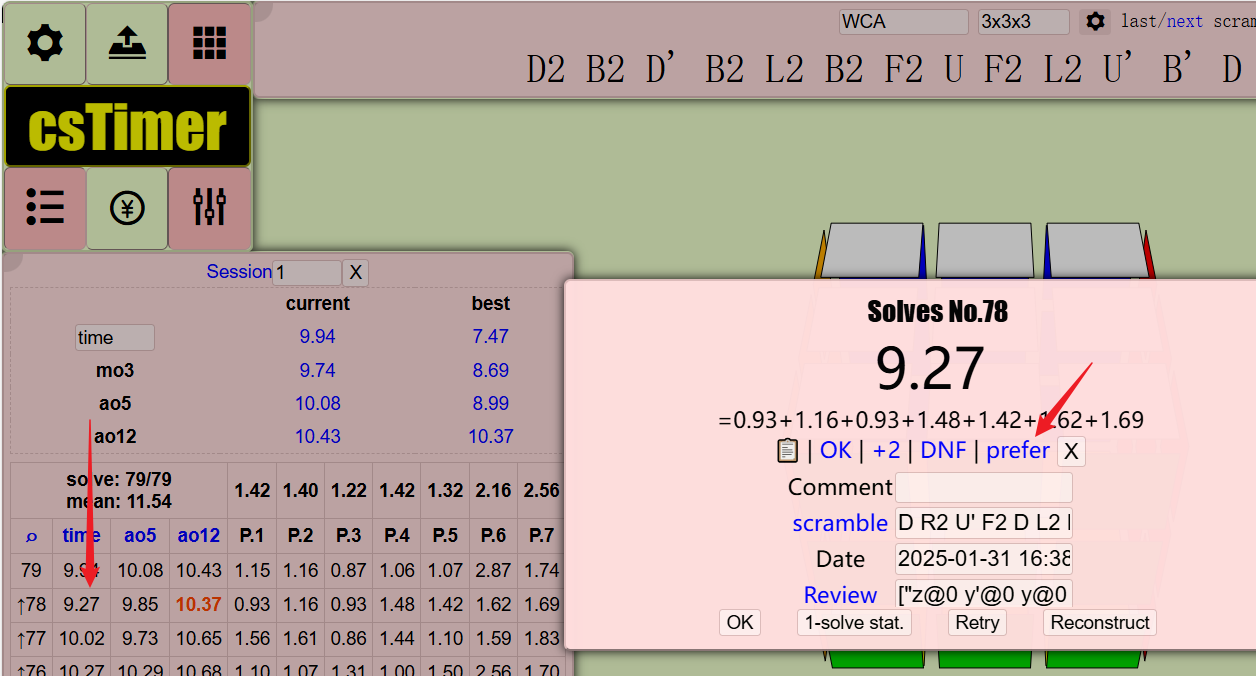 WCA 3x3x3 last/next scram
D2 B2 D' B2 L2 B2 F2 U F2 L2 U' B' D
csTimer
¥
Session 1 X
current best
time 9.94 7.47
mo3 9.74 8.69
ao5 10.08 8.99
ao12 10.43 10.37
solve: 79/79
mean: 11.54
1.42 1.40 1.22 1.42 1.32 2.16 2.56
time ao5 ao12 P.1 P.2 P.3 P.4 P.5 P.6 P.7
79 9.94 10.08 10.43 1.15 1.16 0.87 1.06 1.07 2.87 1.74
↑78 9.27 9.85 10.37 0.93 1.16 0.93 1.48 1.42 1.62 1.69
↑77 10.02 9.73 10.65 1.56 1.61 0.86 1.44 1.10 1.59 1.83
↑76 10.27 10.29 10.68 1.10 1.07 1.31 1.00 1.50 2.56 1.70
Solves No.78
9.27
=0.93+1.16+0.93+1.48+1.42+1.62+1.69
| OK | +2 | DNF | prefer X
Comment
scramble D R2 U' F2 D L2
Date 2025-01-31 16:38
Review ["z@0 y'@0 y@0
OK 1-solve stat. Retry Reconstruct